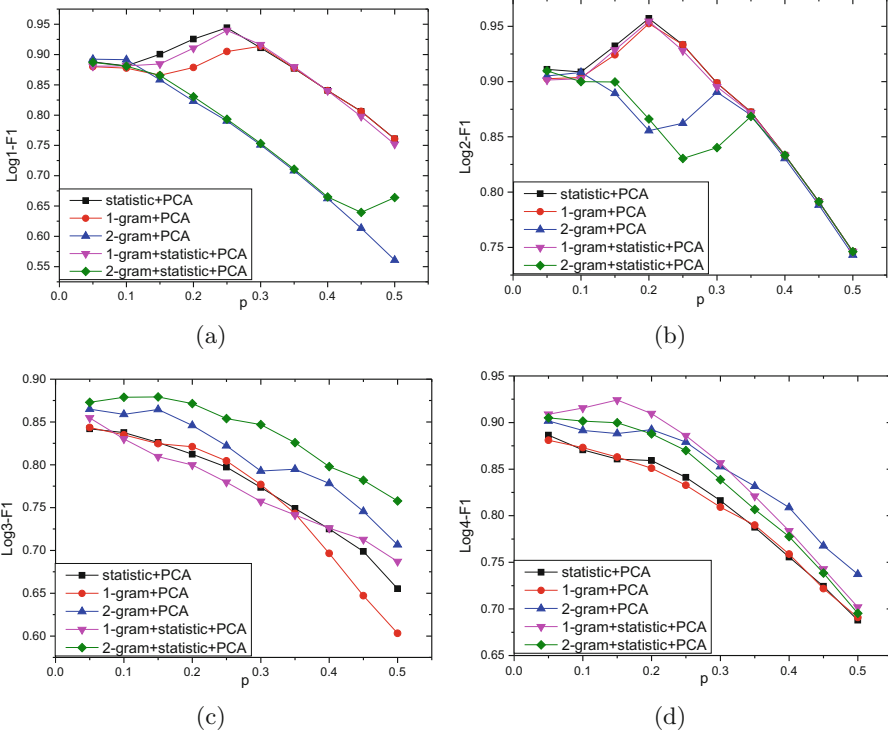 0.95
0.90
0.85
0.80
0.75
0.70
0.65
0.60
0.55
Log1-F1
statistic+PCA
1-gram+PCA
2-gram+PCA
1-gram+statistic+PCA
2-gram+statistic+PCA
0.0 0.1 0.2 0.3 0.4 0.5
p
(a)
0.95
0.90
0.85
0.80
0.75
Log2-F1
statistic+PCA
1-gram+PCA
2-gram+PCA
1-gram+statistic+PCA
2-gram+statistic+PCA
0.0 0.1 0.2 0.3 0.4 0.5
p
(b)
0.90
0.85
0.80
0.75
0.70
0.65
0.60
Log3-F1
statistic+PCA
1-gram+PCA
2-gram+PCA
1-gram+statistic+PCA
2-gram+statistic+PCA
0.0 0.1 0.2 0.3 0.4 0.5
p
(c)
0.95
0.90
0.85
0.80
0.75
0.70
0.65
Log4-F1
statistic+PCA
1-gram+PCA
2-gram+PCA
1-gram+statistic+PCA
2-gram+statistic+PCA
0.0 0.1 0.2 0.3 0.4 0.5
p
(d)